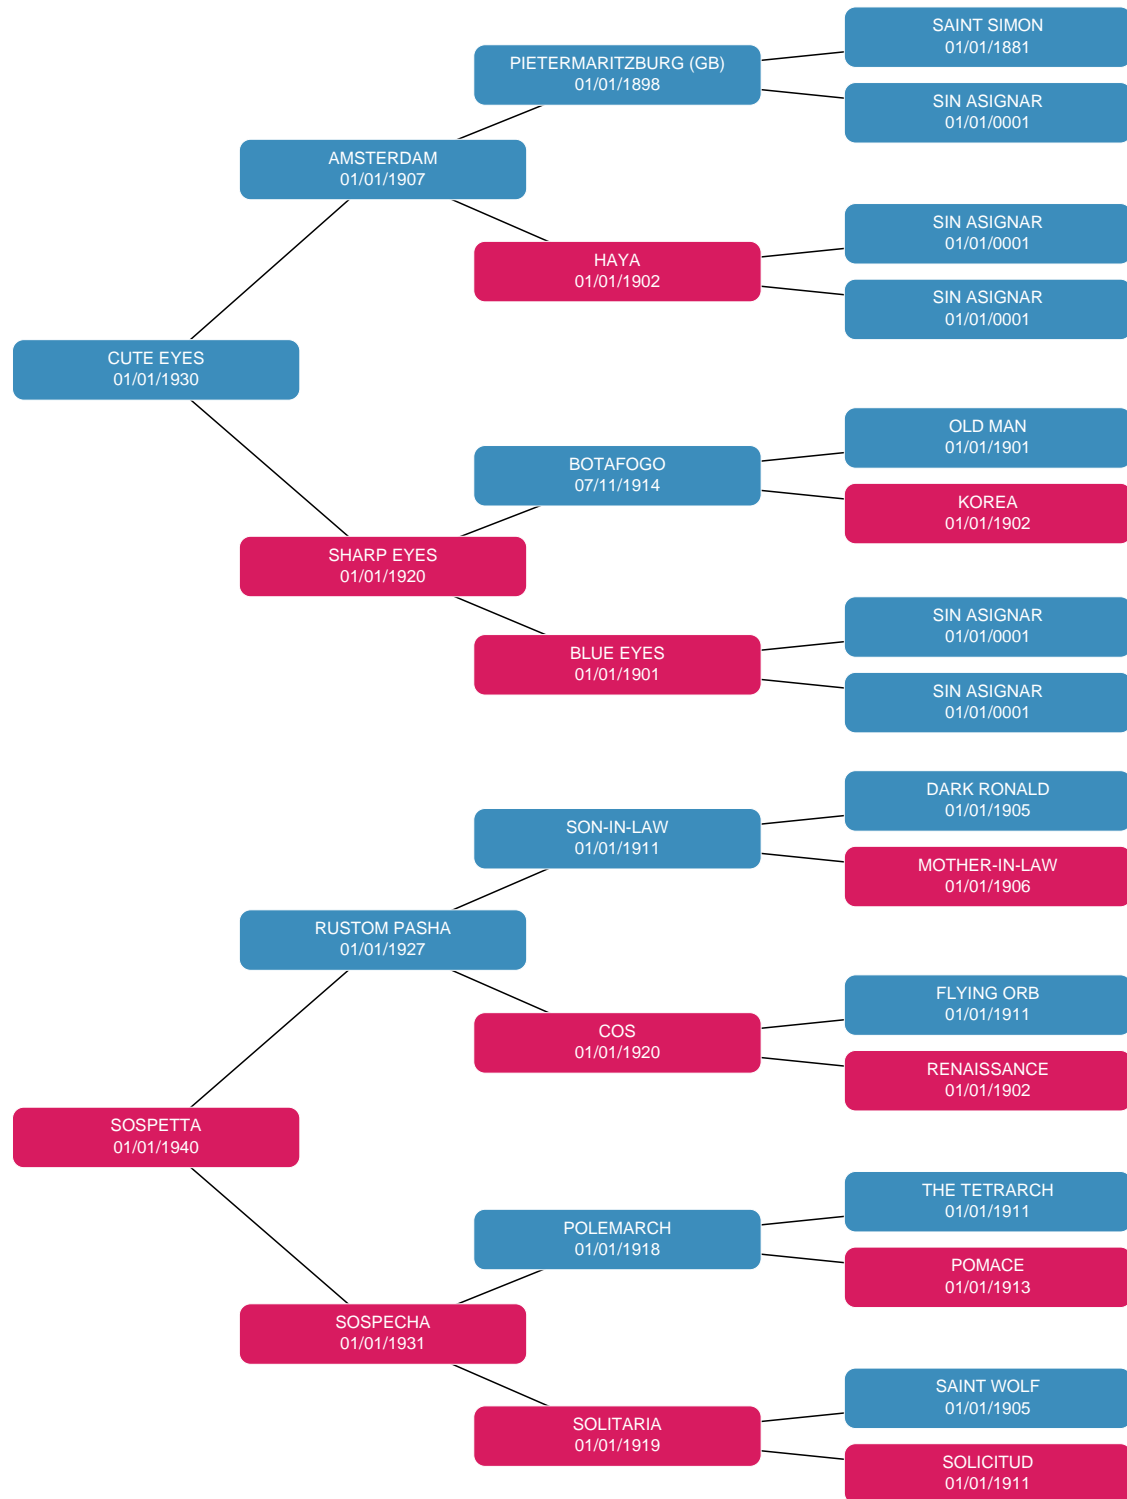 SAINT SIMON
01/01/1881
PIETERMARITZBURG (GB)
01/01/1898
SIN ASIGNAR
01/01/0001
AMSTERDAM
01/01/1907
SIN ASIGNAR
01/01/0001
HAYA
01/01/1902
SIN ASIGNAR
01/01/0001
CUTE EYES
01/01/1930
OLD MAN
01/01/1901
BOTAFOGO
07/11/1914
KOREA
01/01/1902
SHARP EYES
01/01/1920
SIN ASIGNAR
01/01/0001
BLUE EYES
01/01/1901
SIN ASIGNAR
01/01/0001
DARK RONALD
01/01/1905
SON-IN-LAW
01/01/1911
MOTHER-IN-LAW
01/01/1906
RUSTOM PASHA
01/01/1927
FLYING ORB
01/01/1911
COS
01/01/1920
RENAISSANCE
01/01/1902
SOSPETTA
01/01/1940
THE TETRARCH
01/01/1911
POLEMARCH
01/01/1918
POMACE
01/01/1913
SOSPECHA
01/01/1931
SAINT WOLF
01/01/1905
SOLITARIA
01/01/1919
SOLICITUD
01/01/1911